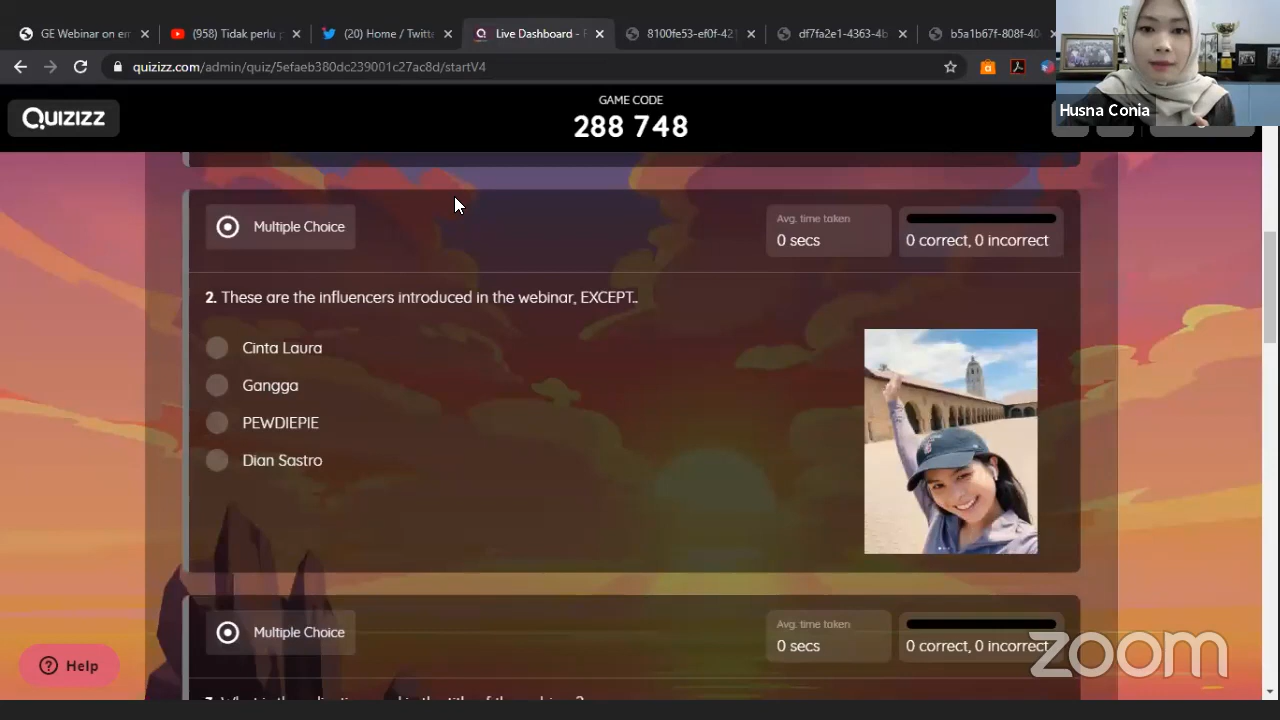 GE Webinar on em
(958) Tidak perlu
(20) Home / Twitte
Live Dashboard -
8100fe53-ef0f-421
df7fa2e1-4363-4b
b5a1b67f-808f-40
quizizz.com/admin/quiz/5efaeb380dc239001c27ac8d/startV4
Husna Conia
QUIZIZZ
GAME CODE
288 748
Multiple Choice
Avg. time taken
0 secs
0 correct, 0 incorrect
2. These are the influencers introduced in the webinar, EXCEPT..
Cinta Laura
Gangga
PEWDIEPIE
Dian Sastro
Multiple Choice
Avg. time taken
0 secs
0 correct, 0 incorrect
zoom
Help